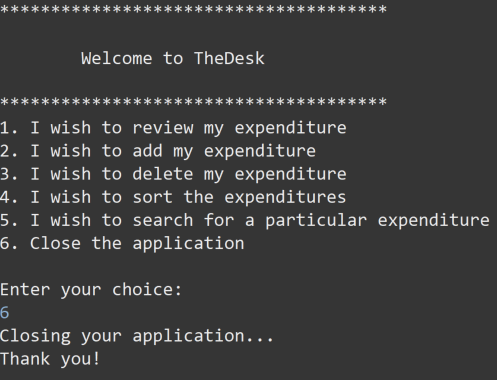 **************************************
Welcome to TheDesk
**************************************
1. I wish to review my expenditure
2. I wish to add my expenditure
3. I wish to delete my expenditure
4. I wish to sort the expenditures
5. I wish to search for a particular expenditure
6. Close the application
Enter your choice:
6
Closing your application...
Thank you!